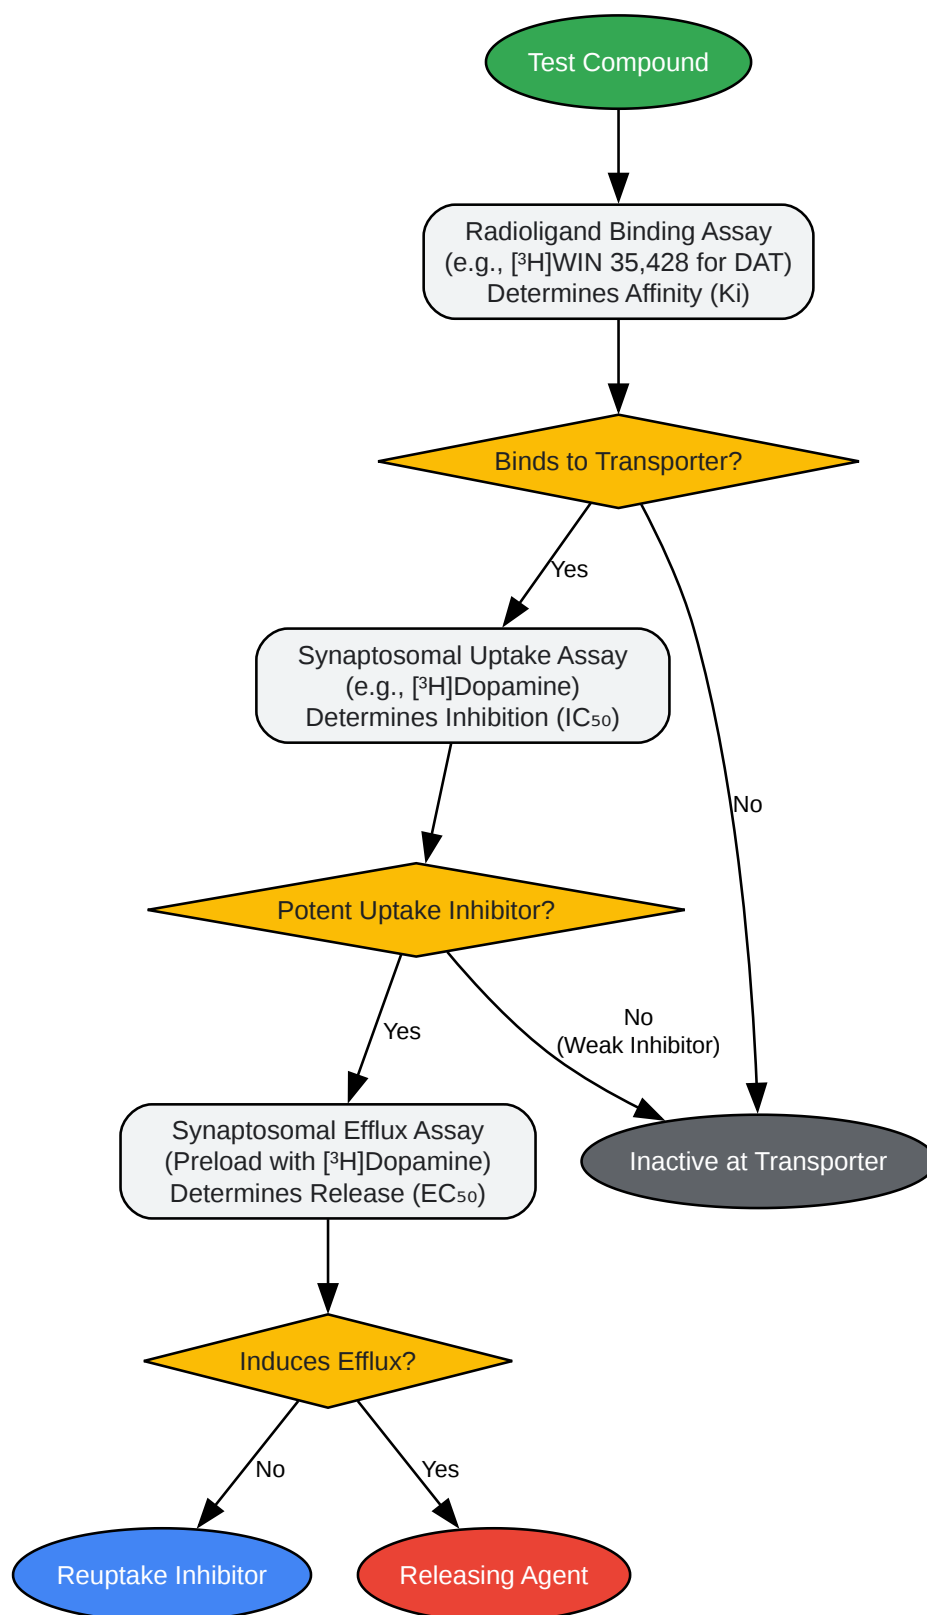 Test Compound
Radioligand Binding Assay
(e.g., [³H]WIN 35,428 for DAT)
Determines Affinity (Ki)
Binds to Transporter?
Yes
Synaptosomal Uptake Assay
(e.g., [³H]Dopamine)
Determines Inhibition (IC₅₀)
No
Potent Uptake Inhibitor?
Yes
No
(Weak Inhibitor)
Synaptosomal Efflux Assay
(Preload with [³H]Dopamine)
Determines Release (EC₅₀)
Inactive at Transporter
Induces Efflux?
No
Yes
Reuptake Inhibitor
Releasing Agent